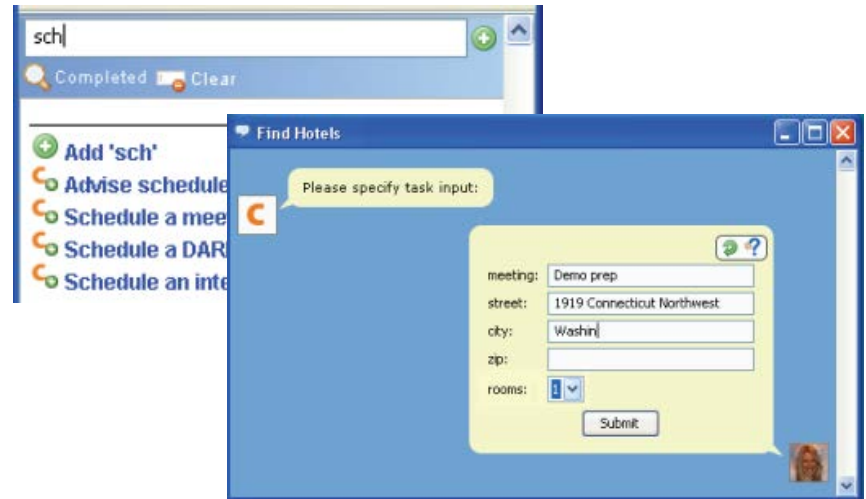 sch
Completed Clear
Add 'sch'
Advise schedule
Schedule a mee
Schedule a DAR
Schedule an inte
Find Hotels
C
Please specify task input:
meeting: Demo prep
street: 1919 Connecticut Northwest
city: Washin
zip:
rooms: 1
Submit